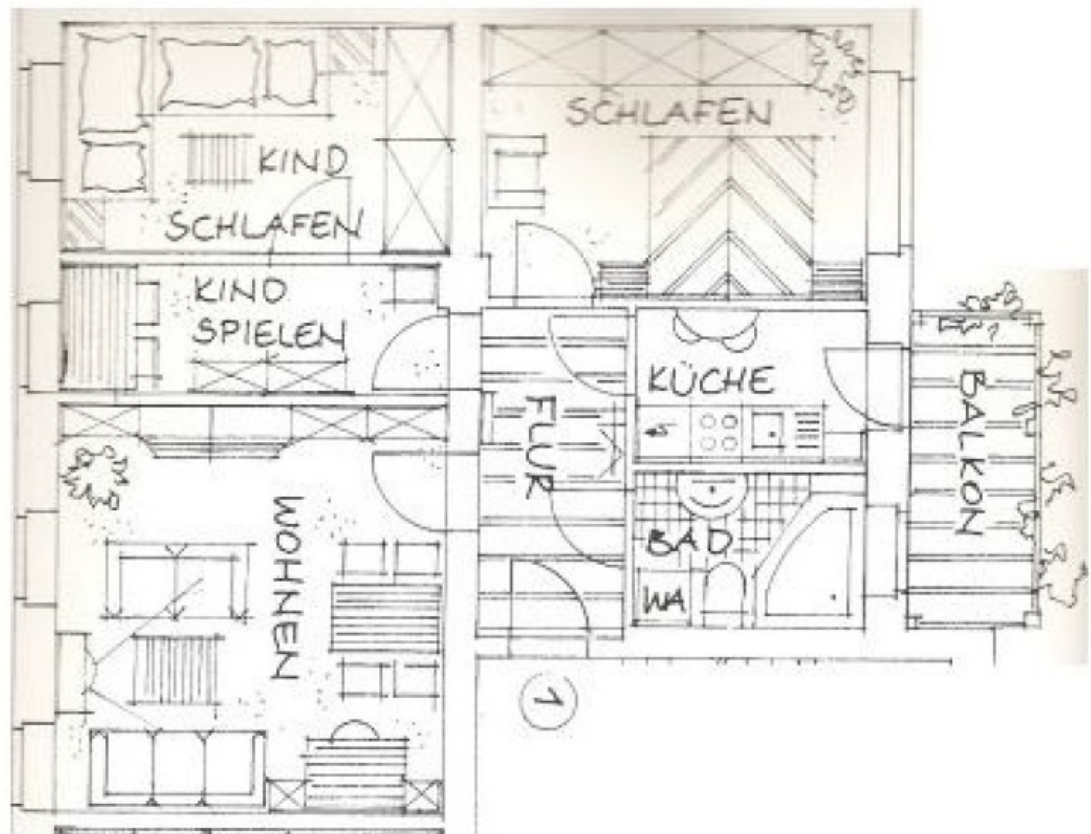 KIND
SCHLAFEN
SCHLAFEN
KIND
SPIELEN
KÜCHE
FLUR
BALKON
WOHNEN
BAD
WA
1